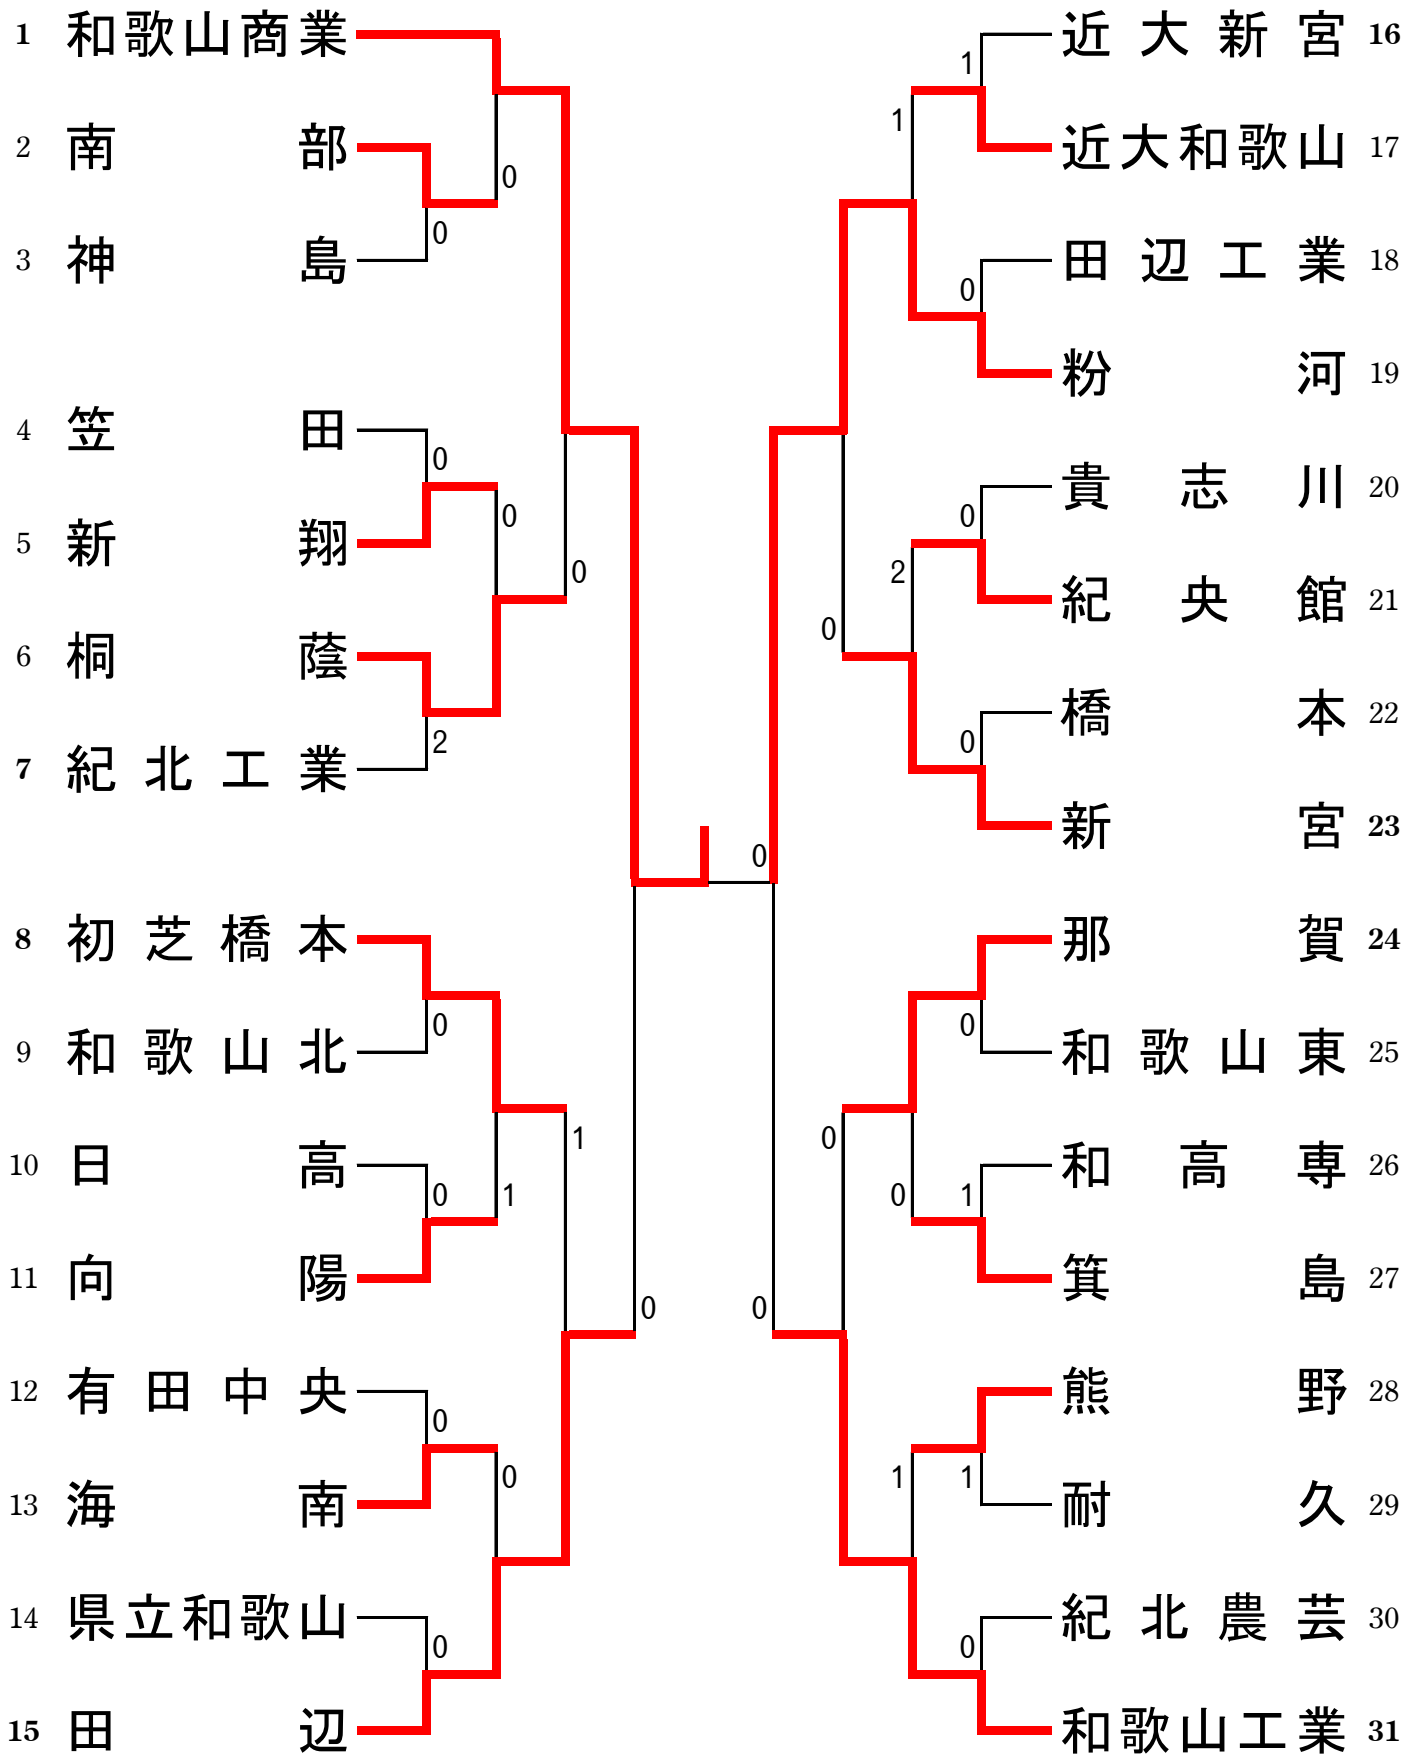 1 和歌山商業
2 南部
0
0
3 神島
4 笠田
0
0
5 新翔
0
6 桐蔭
2
7 紀北工業
8 初芝橋本
0
9 和歌山北
1
10 日高
0
1
11 向陽
0
12 有田中央
0
0
13 海南
14 県立和歌山
0
15 田辺
近大新宮 16
1
1
近大和歌山 17
田辺工業 18
0
粉河 19
貴志川 20
0
2
紀央館 21
0
橋本 22
0
新宮 23
0
那賀 24
0
和歌山東 25
0
和高専 26
0
1
箕島 27
0
熊野 28
1
1
耐久 29
紀北農芸 30
0
和歌山工業 31